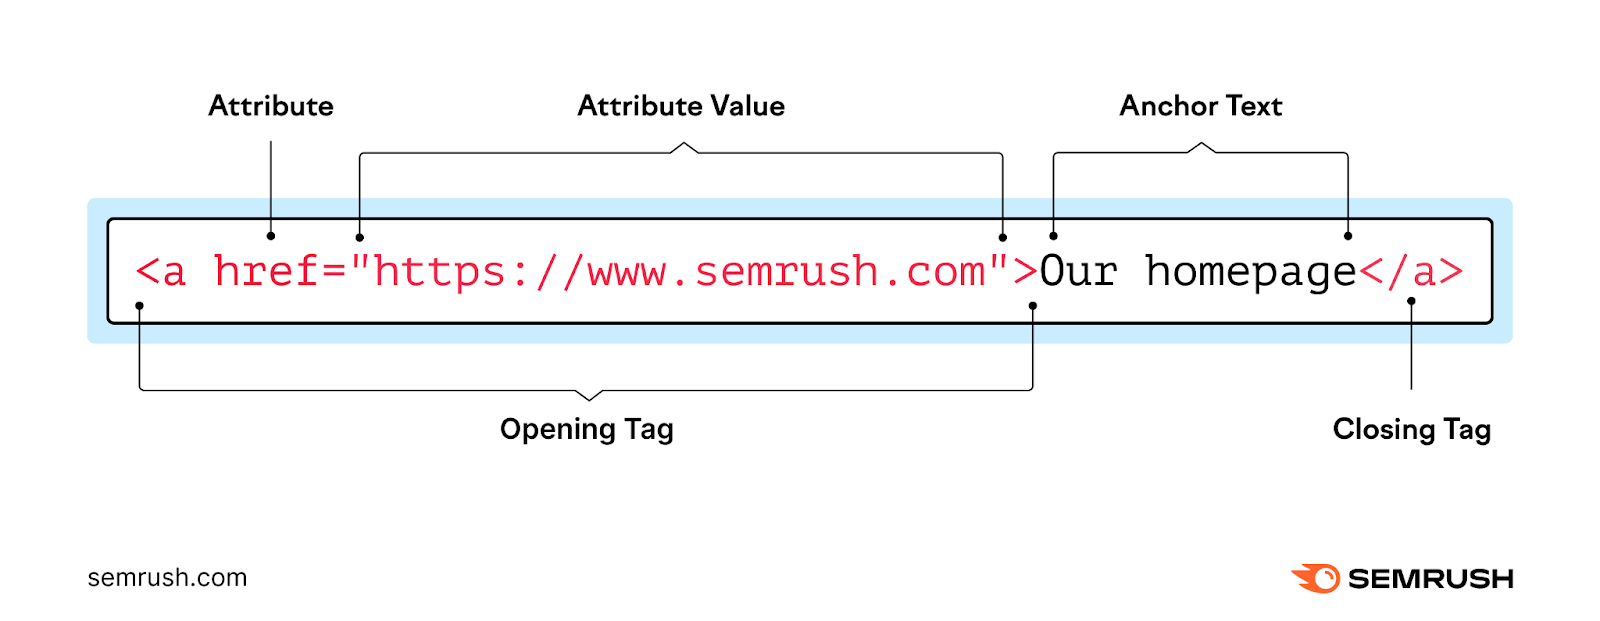 Attribute Attribute Value Anchor Text
<a href="https://www.semrush.com">Our homepage</a>
Opening Tag Closing Tag
semrush.com SEMRUSH